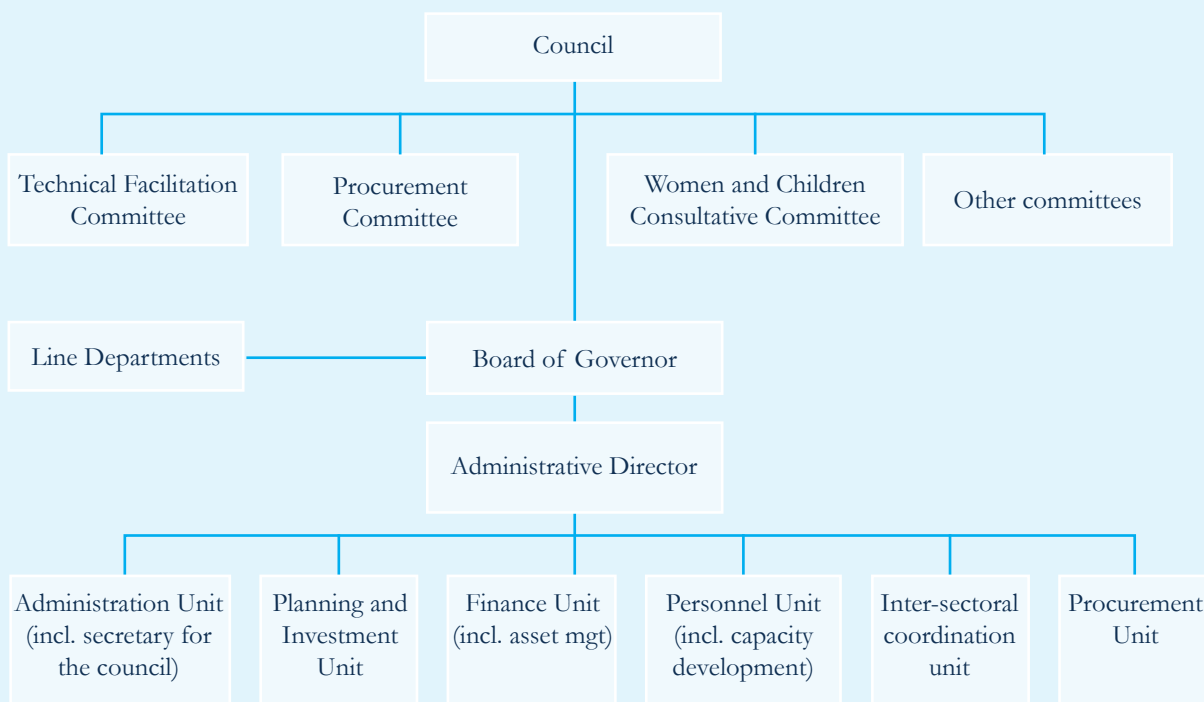 Council
Technical Facilitation
Committee
Procurement
Committee
Women and Children
Consultative Committee
Other committees
Line Departments
Board of Governor
Administrative Director
Administration Unit
(incl. secretary for
the council)
Planning and
Investment
Unit
Finance Unit
(incl. asset mgt)
Personnel Unit
(incl. capacity
development)
Inter-sectoral
coordination
unit
Procurement
Unit